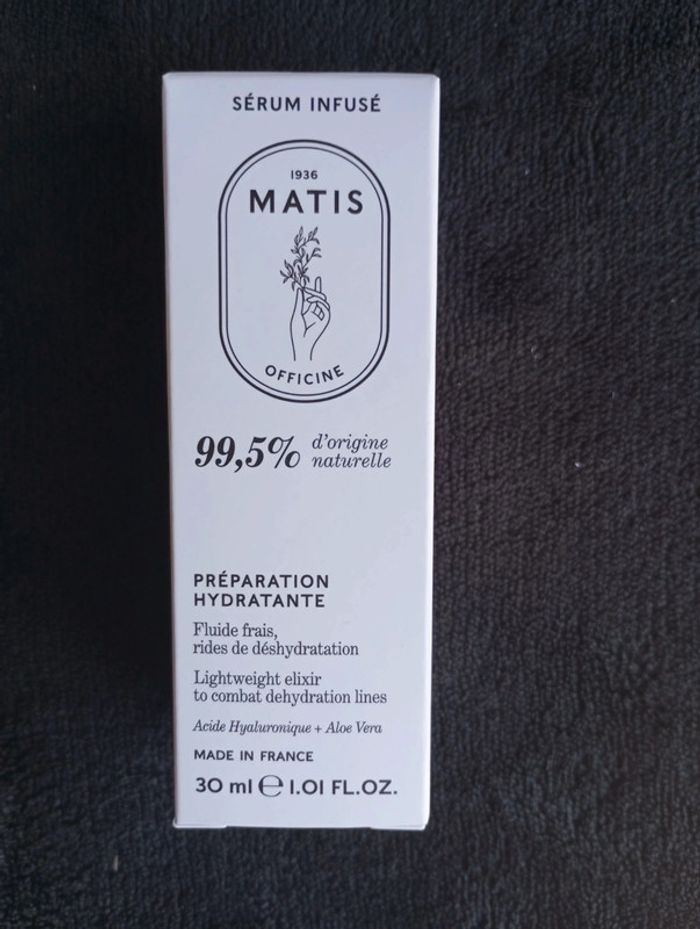 SÉRUM INFUSÉ
1936
MATIS
OFFICINE
99,5% d'origine
naturelle
PRÉPARATION
HYDRATANTE
Fluide frais,
rides de déshydratation
Lightweight elixir
to combat dehydration lines
Acide Hyaluronique + Aloe Vera
MADE IN FRANCE
30 ml ℮ 1.01 FL.OZ.